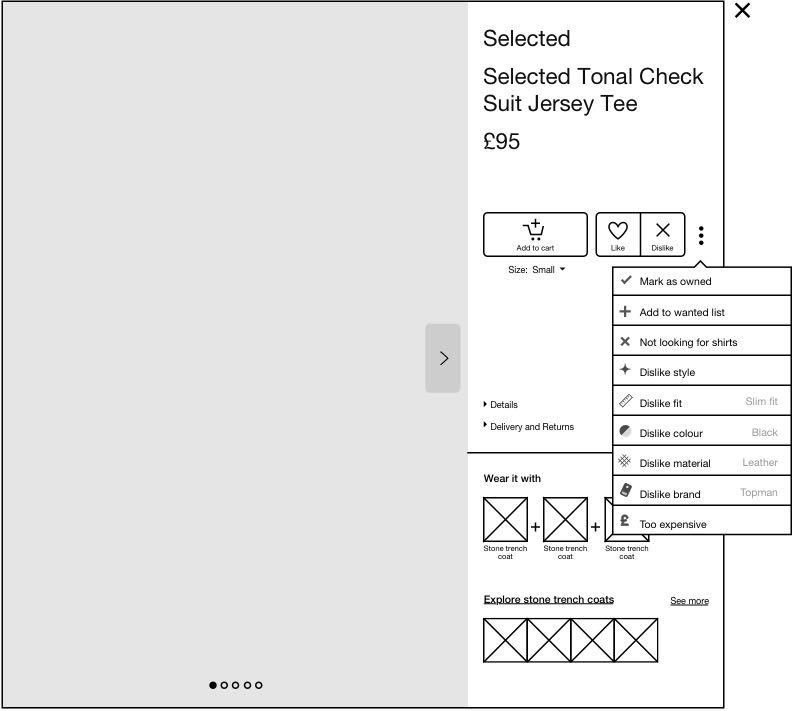 Selected
Selected Tonal Check
Suit Jersey Tee
£95
Add to cart
Like
Dislike
Size: Small
Mark as owned
Add to wanted list
Not looking for shirts
Dislike style
Dislike fit Slim fit
Dislike colour Black
Dislike material Leather
Dislike brand Topman
£ Too expensive
Details
Delivery and Returns
Wear it with
Stone trench
coat
Stone trench
coat
Stone trench
coat
Explore stone trench coats
See more